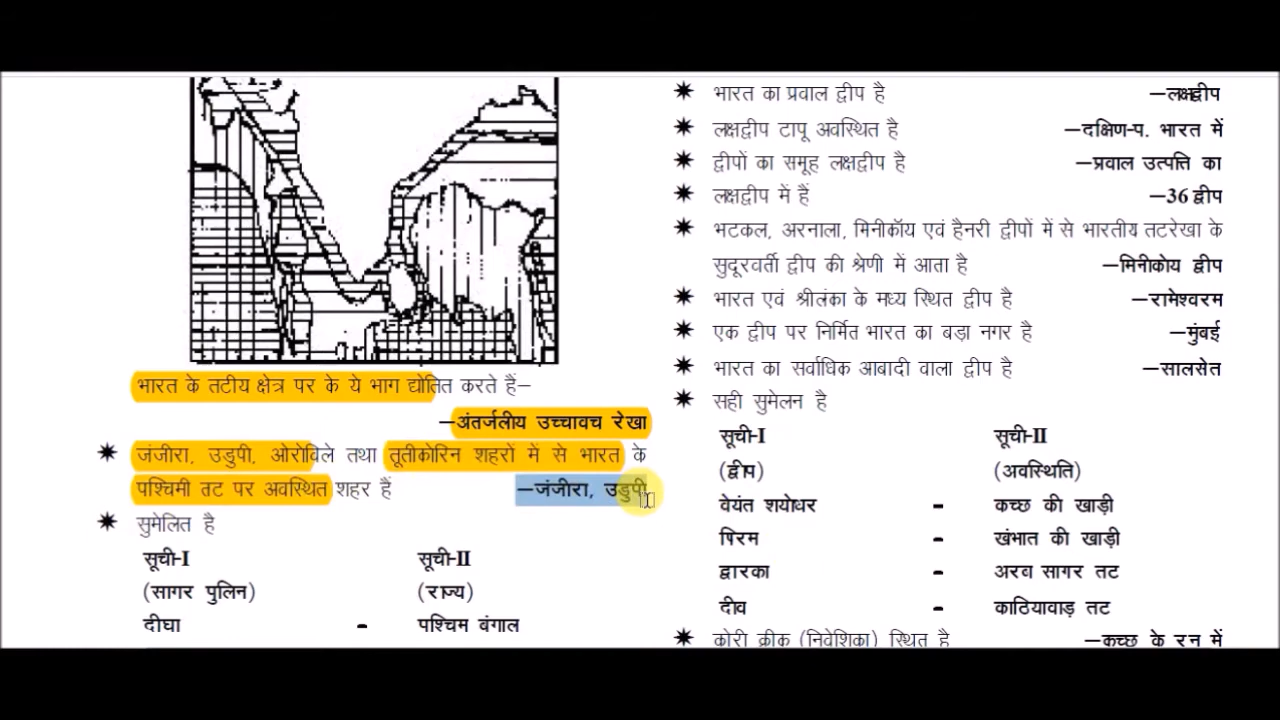 भारत के तटीय क्षेत्र पर के ये भाग द्योतित करते हैं–
–अंतर्जलीय उच्चावच रेखा
✷ जंजीरा, उडुपी, ओरोविले तथा तूतीकोरिन शहरों में से भारत के
पश्चिमी तट पर अवस्थित शहर हैं –जंजीरा, उडुपी
✷ सुमेलित है
सूची-I सूची-II
(सागर पुलिन) (राज्य)
दीघा - पश्चिम बंगाल
✷ भारत का प्रवाल द्वीप है –लक्षद्वीप
✷ लक्षद्वीप टापू अवस्थित है –दक्षिण-प. भारत में
✷ द्वीपों का समूह लक्षद्वीप है –प्रवाल उत्पत्ति का
✷ लक्षद्वीप में हैं –36 द्वीप
✷ भटकल, अरनाला, मिनीकॉय एवं हैनरी द्वीपों में से भारतीय तटरेखा के
सुदूरवर्ती द्वीप की श्रेणी में आता है –मिनीकोय द्वीप
✷ भारत एवं श्रीलंका के मध्य स्थित द्वीप है –रामेश्वरम
✷ एक द्वीप पर निर्मित भारत का बड़ा नगर है –मुंबई
✷ भारत का सर्वाधिक आबादी वाला द्वीप है –सालसेत
✷ सही सुमेलन है
सूची-I सूची-II
(द्वीप) (अवस्थिति)
वेयंत शयोधर - कच्छ की खाड़ी
पिरम - खंभात की खाड़ी
द्वारका - अरब सागर तट
दीव - काठियावाड़ तट
✷ कोरी क्रीक (निवेशिका) स्थित है –कच्छ के रन में